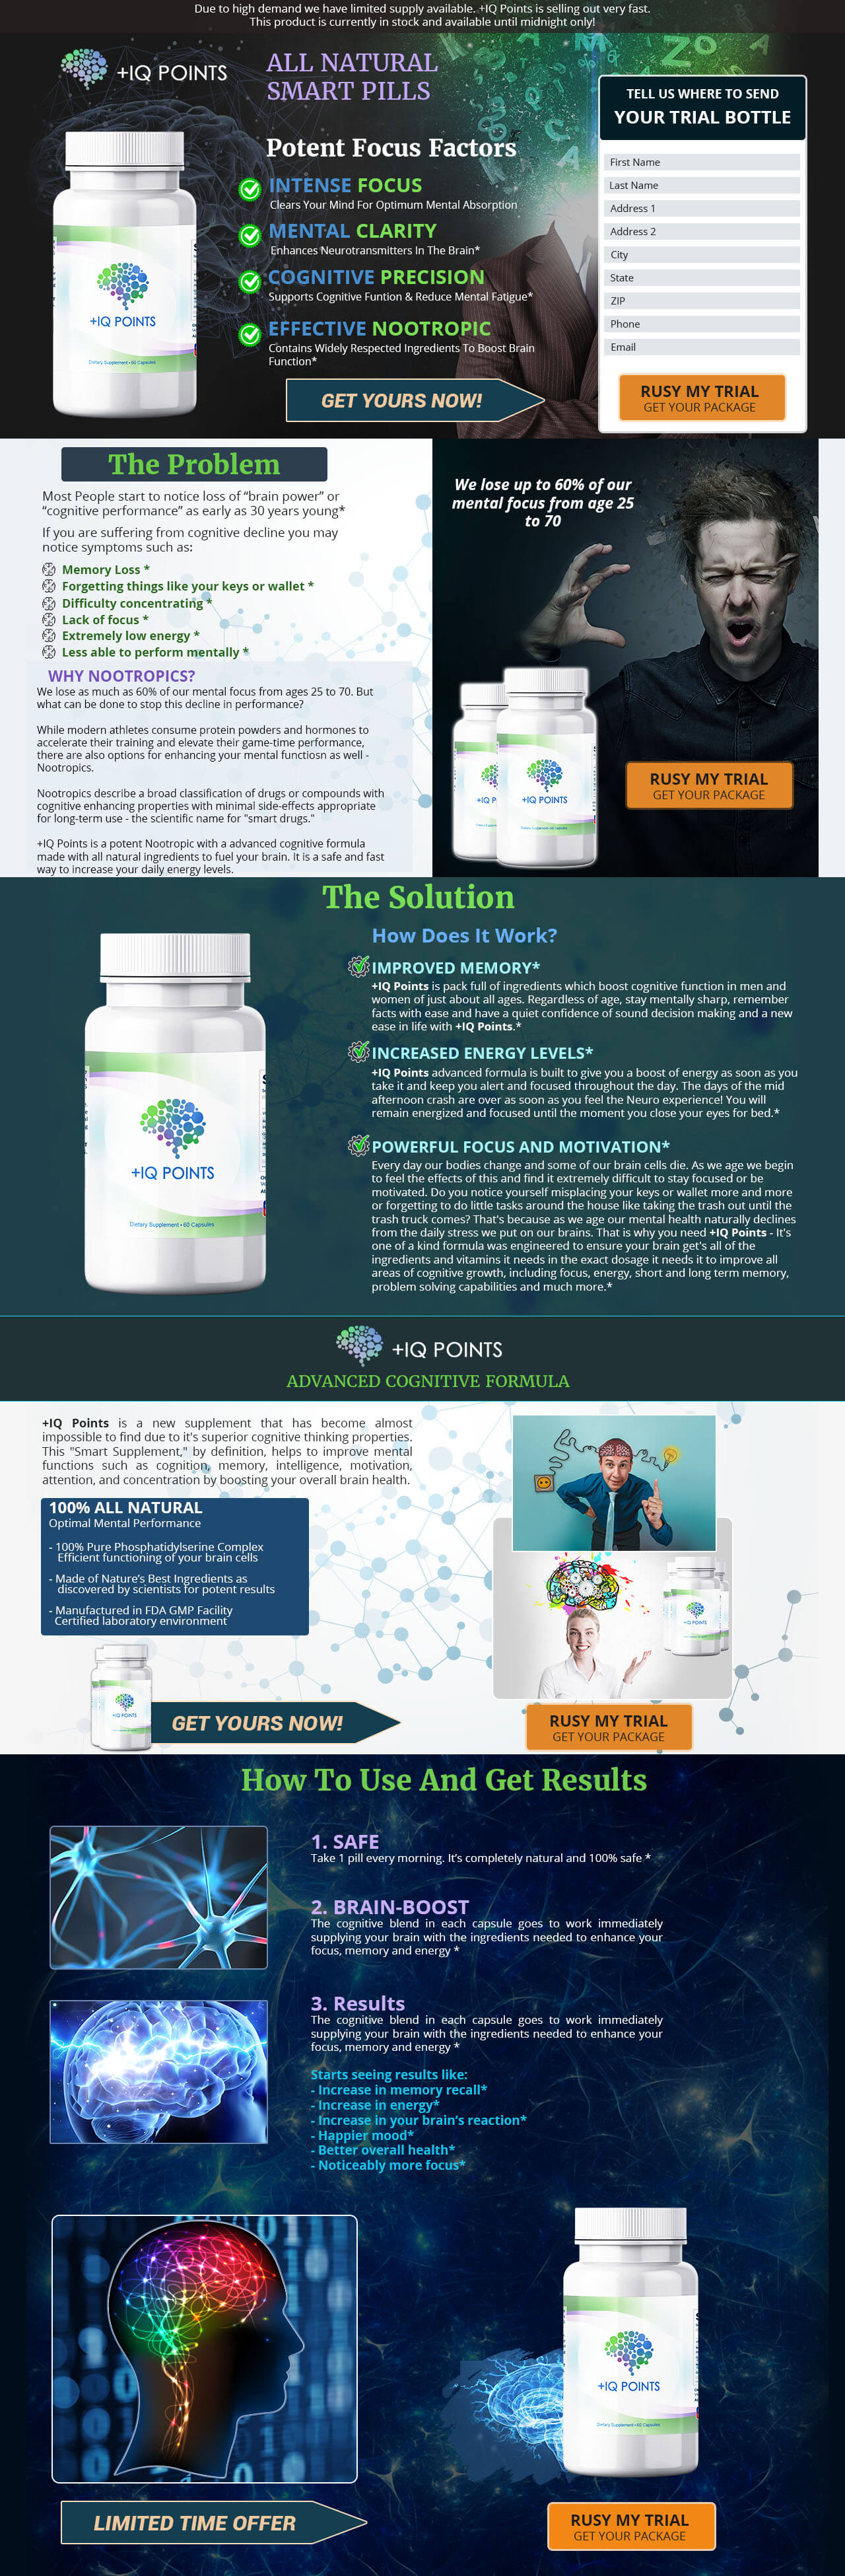 Due to high demand we have limited supply available. +IQ Points is selling out very fast.
This product is currently in stock and available until midnight only!
+IQ POINTS
ALL NATURAL
SMART PILLS
Potent Focus Factors
INTENSE FOCUS
Clears Your Mind For Optimum Mental Absorption
MENTAL CLARITY
Enhances Neurotransmitters In The Brain*
COGNITIVE PRECISION
Supports Cognitive Funtion & Reduce Mental Fatigue*
EFFECTIVE NOOTROPIC
Contains Widely Respected Ingredients To Boost Brain
Function*
GET YOURS NOW!
+IQ POINTS
Dietary Supplement • 60 Capsules
TELL US WHERE TO SEND
YOUR TRIAL BOTTLE
First Name
Last Name
Address 1
Address 2
City
State
ZIP
Phone
Email
RUSY MY TRIAL
GET YOUR PACKAGE
The Problem
Most People start to notice loss of “brain power” or
“cognitive performance” as early as 30 years young*
If you are suffering from cognitive decline you may
notice symptoms such as:
Memory Loss *
Forgetting things like your keys or wallet *
Difficulty concentrating *
Lack of focus *
Extremely low energy *
Less able to perform mentally *
WHY NOOTROPICS?
We lose as much as 60% of our mental focus from ages 25 to 70. But
what can be done to stop this decline in performance?
While modern athletes consume protein powders and hormones to
accelerate their training and elevate their game-time performance,
there are also options for enhancing your mental functiosn as well -
Nootropics.
Nootropics describe a broad classification of drugs or compounds with
cognitive enhancing properties with minimal side-effects appropriate
for long-term use - the scientific name for "smart drugs."
+IQ Points is a potent Nootropic with a advanced cognitive formula
made with all natural ingredients to fuel your brain. It is a safe and fast
way to increase your daily energy levels.
We lose up to 60% of our
mental focus from age 25
to 70
+IQ P
+IQ POINTS
RUSY MY TRIAL
GET YOUR PACKAGE
The Solution
How Does It Work?
IMPROVED MEMORY*
+IQ Points is pack full of ingredients which boost cognitive function in men and
women of just about all ages. Regardless of age, stay mentally sharp, remember
facts with ease and have a quiet confidence of sound decision making and a new
ease in life with +IQ Points.*
INCREASED ENERGY LEVELS*
+IQ Points advanced formula is built to give you a boost of energy as soon as you
take it and keep you alert and focused throughout the day. The days of the mid
afternoon crash are over as soon as you feel the Neuro experience! You will
remain energized and focused until the moment you close your eyes for bed.*
POWERFUL FOCUS AND MOTIVATION*
Every day our bodies change and some of our brain cells die. As we age we begin
to feel the effects of this and find it extremely difficult to stay focused or be
motivated. Do you notice yourself misplacing your keys or wallet more and more
or forgetting to do little tasks around the house like taking the trash out until the
trash truck comes? That's because as we age our mental health naturally declines
from the daily stress we put on our brains. That is why you need +IQ Points - It's
one of a kind formula was engineered to ensure your brain get's all of the
ingredients and vitamins it needs in the exact dosage it needs it to improve all
areas of cognitive growth, including focus, energy, short and long term memory,
problem solving capabilities and much more.*
+IQ POINTS
Dietary Supplement • 60 Capsules
+IQ POINTS
ADVANCED COGNITIVE FORMULA
+IQ Points is a new supplement that has become almost
impossible to find due to it's superior cognitive thinking properties.
This "Smart Supplement," by definition, helps to improve mental
functions such as cognition, memory, intelligence, motivation,
attention, and concentration by boosting your overall brain health.
100% ALL NATURAL
Optimal Mental Performance
- 100% Pure Phosphatidylserine Complex
Efficient functioning of your brain cells
- Made of Nature's Best Ingredients as
discovered by scientists for potent results
- Manufactured in FDA GMP Facility
Certified laboratory environment
+IQ POINTS
GET YOURS NOW!
+IQ POINTS
RUSY MY TRIAL
GET YOUR PACKAGE
How To Use And Get Results
1. SAFE
Take 1 pill every morning. It’s completely natural and 100% safe *
2. BRAIN-BOOST
The cognitive blend in each capsule goes to work immediately
supplying your brain with the ingredients needed to enhance your
focus, memory and energy *
3. Results
The cognitive blend in each capsule goes to work immediately
supplying your brain with the ingredients needed to enhance your
focus, memory and energy *
Starts seeing results like:
- Increase in memory recall*
- Increase in energy*
- Increase in your brain’s reaction*
- Happier mood*
- Better overall health*
- Noticeably more focus*
+IQ POINTS
Dietary Supplement • 60 Capsules
LIMITED TIME OFFER
RUSY MY TRIAL
GET YOUR PACKAGE